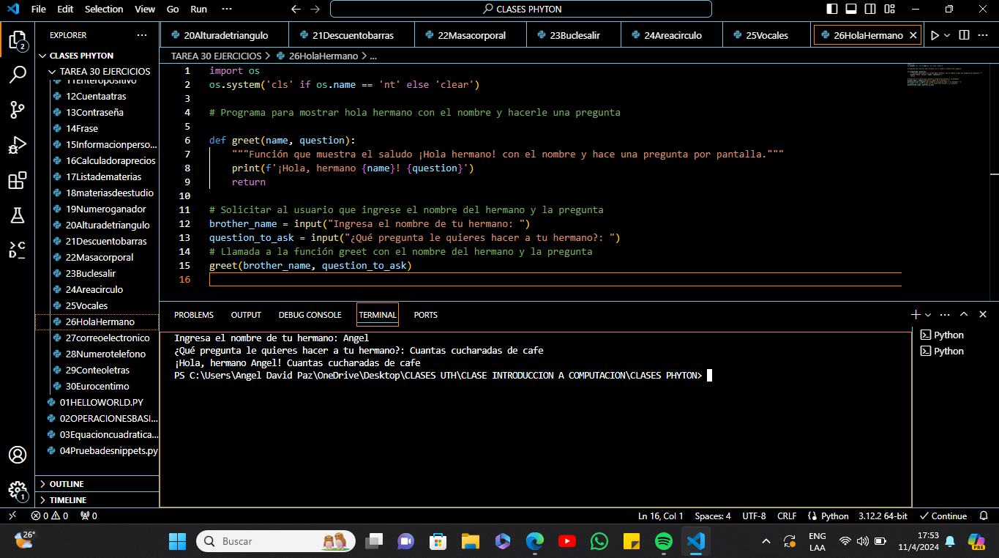 File Edit Selection View Go Run ··· CLASES PHYTON
EXPLORER ···
CLASES PHYTON
TAREA 30 EJERCICIOS
11Enteropositivo
12Cuentaatras
13Contraseña
14Frase
15Informacionperso...
16Calculadoraprecios
17Listadematerias
18materiasdeestudio
19Numeroganador
20Alturadetriangulo
21Descuentobarras
22Masacorporal
23Buclesalir
24Areacirculo
25Vocales
26HolaHermano
27correoelectronico
28Numerotelefono
29Conteoletras
30Eurocentimo
01HELLOWORLD.PY
02OPERACIONESBASI...
03Equacioncuadratica...
04Pruebadesnippets.py
OUTLINE
TIMELINE
20Alturadetriangulo 21Descuentobarras 22Masacorporal 23Buclesalir 24Areacirculo 25Vocales 26HolaHermano
TAREA 30 EJERCICIOS > 26HolaHermano > ...
1 import os
2 os.system('cls' if os.name == 'nt' else 'clear')
3
4 # Programa para mostrar hola hermano con el nombre y hacerle una pregunta
5
6 def greet(name, question):
7 """Función que muestra el saludo ¡Hola hermano! con el nombre y hace una pregunta por pantalla."""
8 print(f'¡Hola, hermano {name}! {question}')
9 return
10
11 # Solicitar al usuario que ingrese el nombre del hermano y la pregunta
12 brother_name = input("Ingresa el nombre de tu hermano: ")
13 question_to_ask = input("¿Qué pregunta le quieres hacer a tu hermano?: ")
14 # Llamada a la función greet con el nombre del hermano y la pregunta
15 greet(brother_name, question_to_ask)
16
PROBLEMS OUTPUT DEBUG CONSOLE TERMINAL PORTS
Ingresa el nombre de tu hermano: Angel
¿Qué pregunta le quieres hacer a tu hermano?: Cuantas cucharadas de cafe
¡Hola, hermano Angel! Cuantas cucharadas de cafe
PS C:\Users\Angel David Paz\OneDrive\Desktop\CLASES UTH\CLASE INTRODUCCION A COMPUTACION\CLASES PHYTON>
Python
Python
2
1
0 0 0 Ln 16, Col 1 Spaces: 4 UTF-8 CRLF Python 3.12.2 64-bit Continue
26° Buscar ENG 17:53
LAA 11/4/2024 PRE